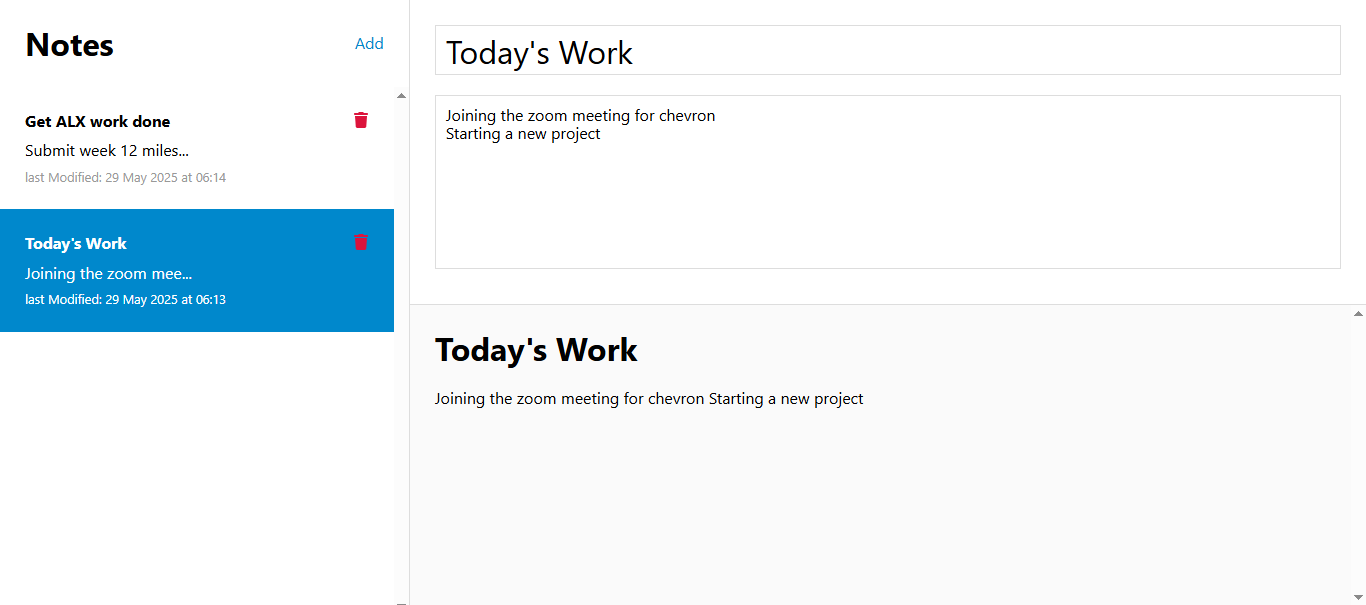 Notes
Add
Get ALX work done
Submit week 12 miles...
last Modified: 29 May 2025 at 06:14
Today's Work
Joining the zoom mee...
last Modified: 29 May 2025 at 06:13
Today's Work
Joining the zoom meeting for chevron
Starting a new project
Today's Work
Joining the zoom meeting for chevron Starting a new project